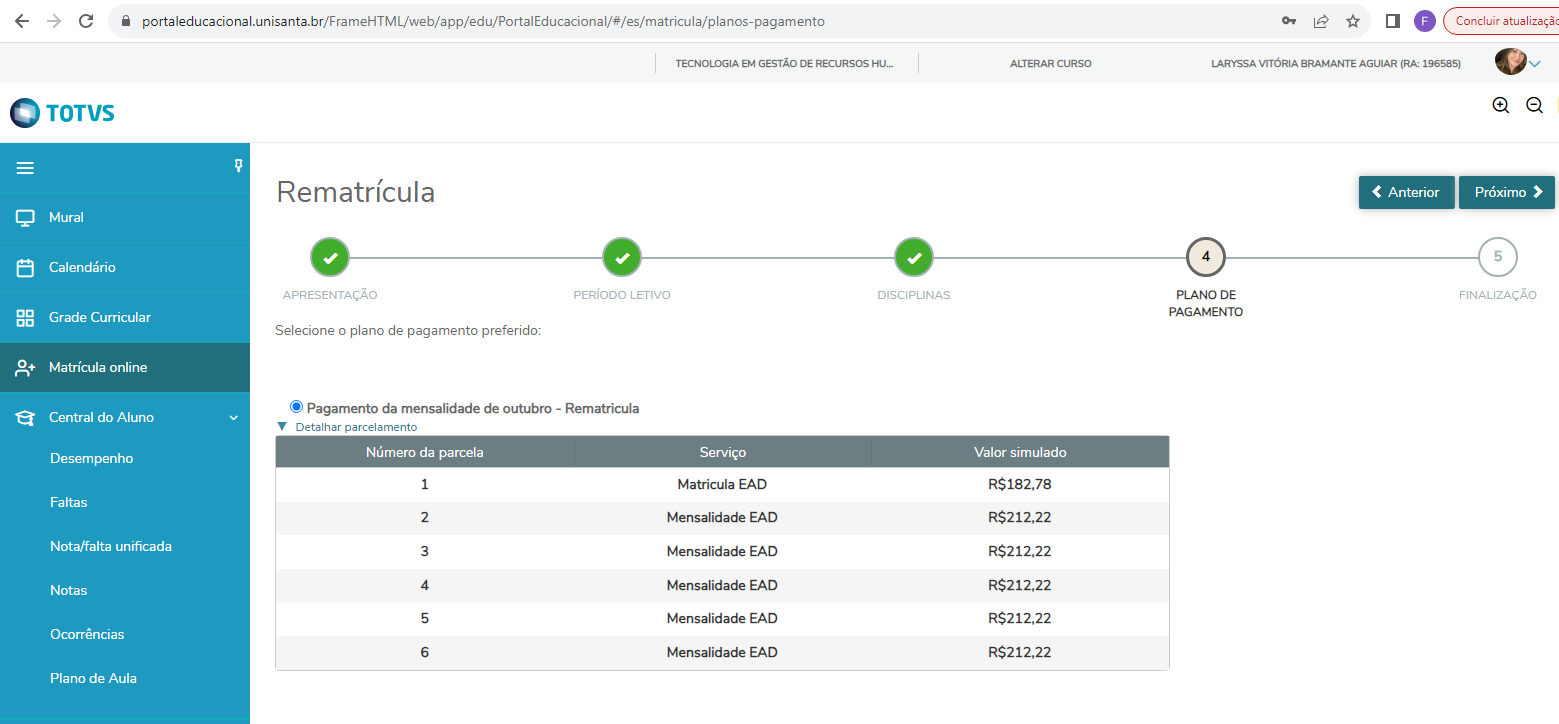 portaleducacional.unisanta.br/FrameHTML/web/app/edu/PortalEducacional/#/es/matricula/planos-pagamento
F
Concluir atualização
TECNOLOGIA EM GESTÃO DE RECURSOS HU...
ALTERAR CURSO
LARYSSA VITÓRIA BRAMANTE AGUIAR (RA: 196585)
TOTVS
Mural
Calendário
Grade Curricular
Matrícula online
Central do Aluno
Desempenho
Faltas
Nota/falta unificada
Notas
Ocorrências
Plano de Aula
Rematrícula
Anterior
Próximo
4
5
APRESENTAÇÃO
PERÍODO LETIVO
DISCIPLINAS
PLANO DE
PAGAMENTO
FINALIZAÇÃO
Selecione o plano de pagamento preferido:
Pagamento da mensalidade de outubro - Rematricula
Detalhar parcelamento
Número da parcela Serviço Valor simulado
1 Matricula EAD R$182,78
2 Mensalidade EAD R$212,22
3 Mensalidade EAD R$212,22
4 Mensalidade EAD R$212,22
5 Mensalidade EAD R$212,22
6 Mensalidade EAD R$212,22